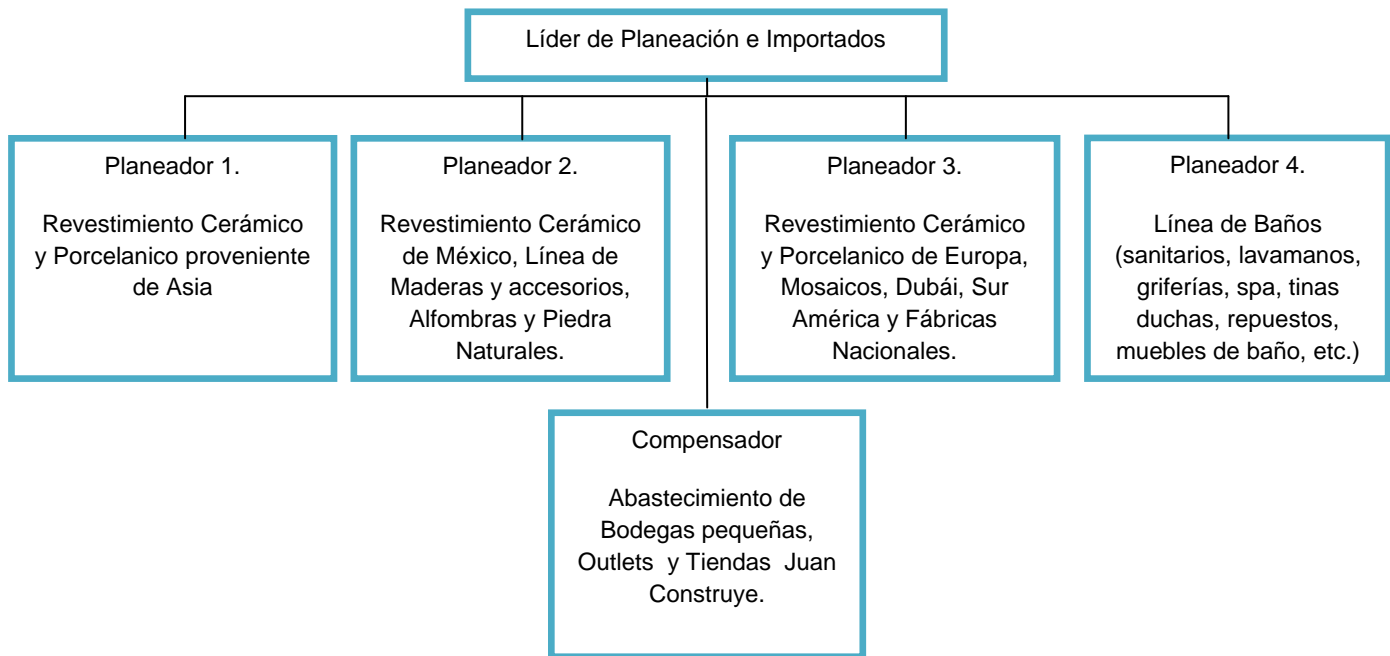 Líder de Planeación e Importados
Planeador 1.
Revestimiento Cerámico
y Porcelanico proveniente
de Asia
Planeador 2.
Revestimiento Cerámico
de México, Línea de
Maderas y accesorios,
Alfombras y Piedra
Naturales.
Planeador 3.
Revestimiento Cerámico
y Porcelanico de Europa,
Mosaicos, Dubái, Sur
América y Fábricas
Nacionales.
Planeador 4.
Línea de Baños
(sanitarios, lavamanos,
griferías, spa, tinas
duchas, repuestos,
muebles de baño, etc.)
Compensador
Abastecimiento de
Bodegas pequeñas,
Outlets y Tiendas Juan
Construye.